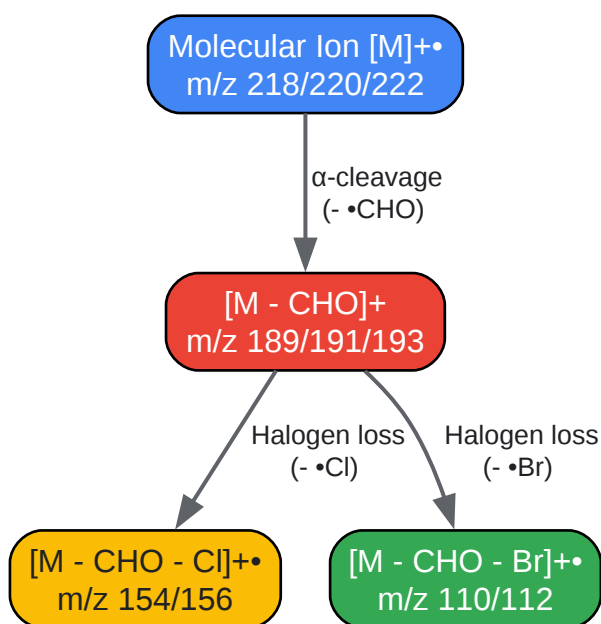 Molecular Ion [M]+•
m/z 218/220/222
α-cleavage
(- •CHO)
[M - CHO]+
m/z 189/191/193
Halogen loss
(- •Cl)
Halogen loss
(- •Br)
[M - CHO - Cl]+•
m/z 154/156
[M - CHO - Br]+•
m/z 110/112